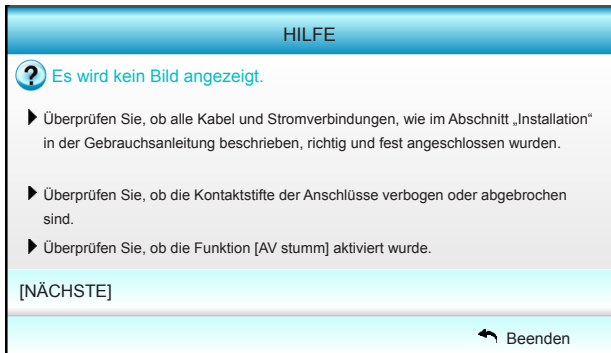 HILFE
? Es wird kein Bild angezeigt.
Überprüfen Sie, ob alle Kabel und Stromverbindungen, wie im Abschnitt „Installation“
in der Gebrauchsanleitung beschrieben, richtig und fest angeschlossen wurden.
Überprüfen Sie, ob die Kontaktstifte der Anschlüsse verbogen oder abgebrochen
sind.
Überprüfen Sie, ob die Funktion [AV stumm] aktiviert wurde.
[NÄCHSTE]
Beenden